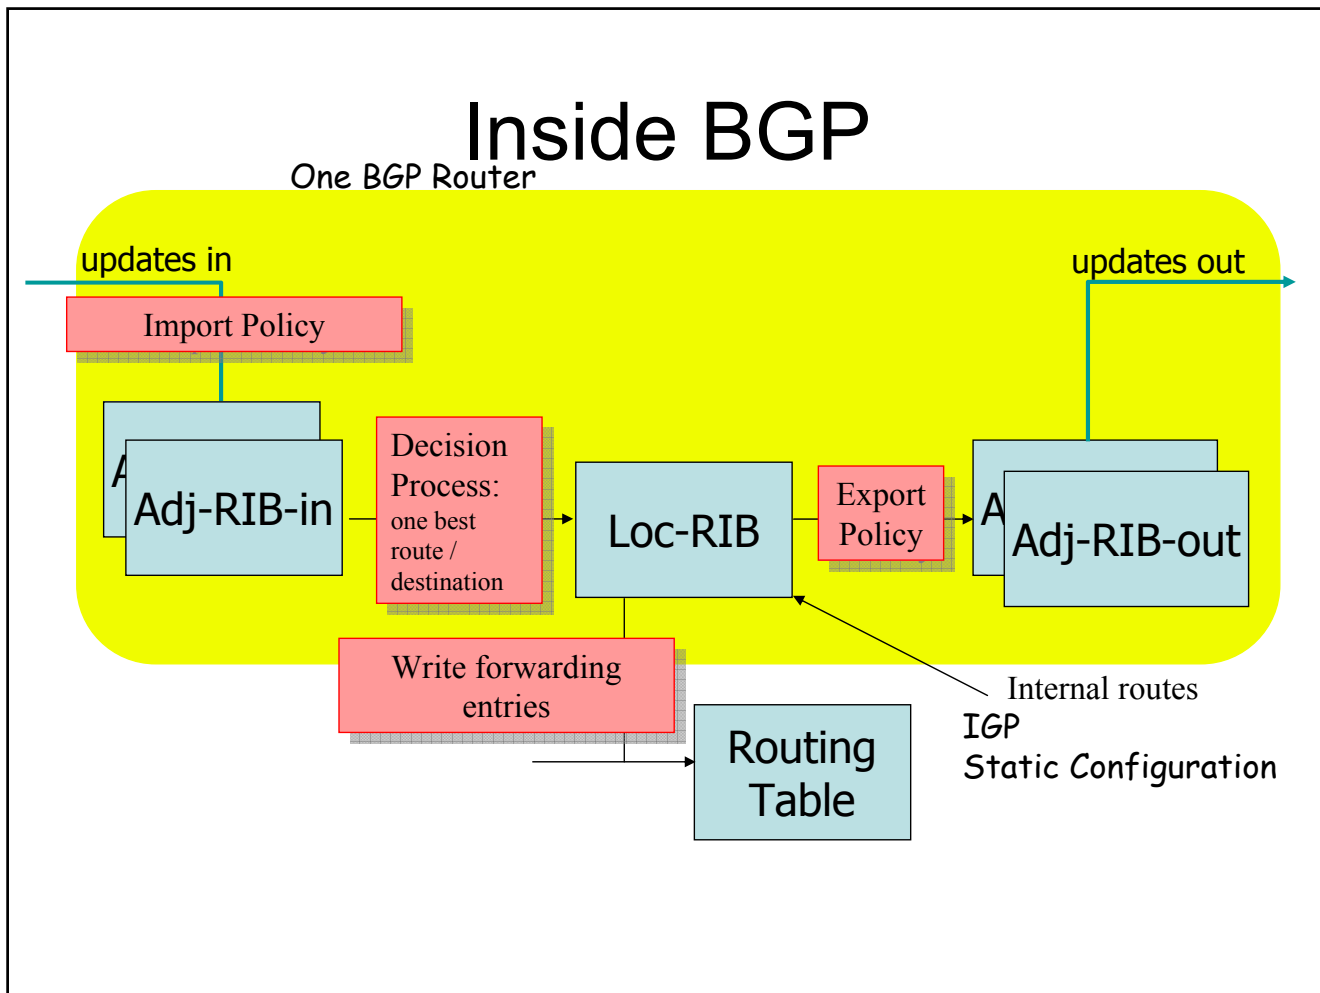 Inside BGP
One BGP Router
updates in
updates out
Import Policy
A
Adj-RIB-in
Decision
Process:
one best
route /
destination
Loc-RIB
Export
Policy
A
Adj-RIB-out
Write forwarding
entries
Internal routes
IGP
Static Configuration
Routing
Table